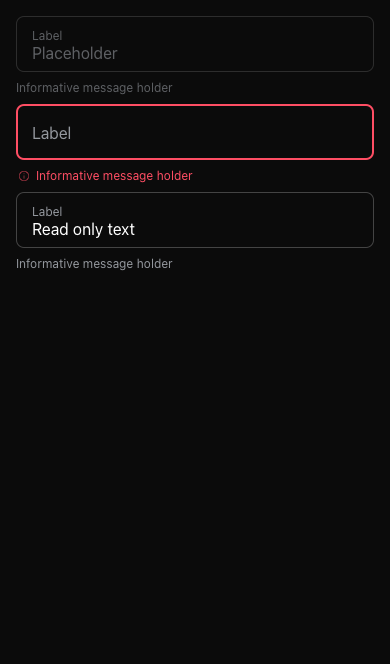 Label
Placeholder
Informative message holder
Label
Informative message holder
Label
Read only text
Informative message holder